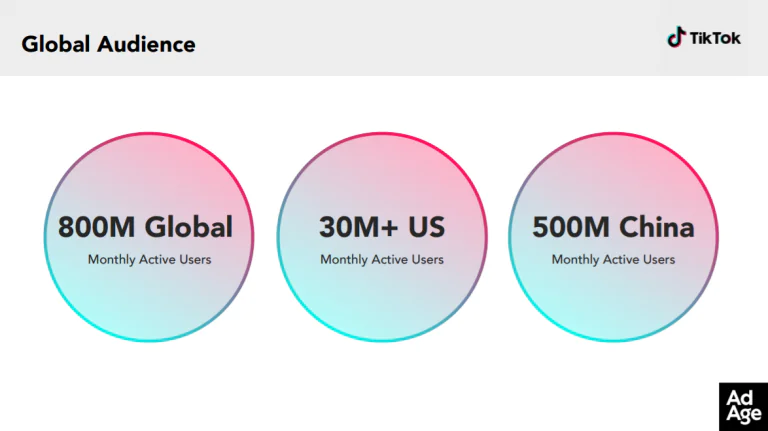 Global Audience
TikTok
800M Global
Monthly Active Users
30M+ US
Monthly Active Users
500M China
Monthly Active Users
Ad
Age